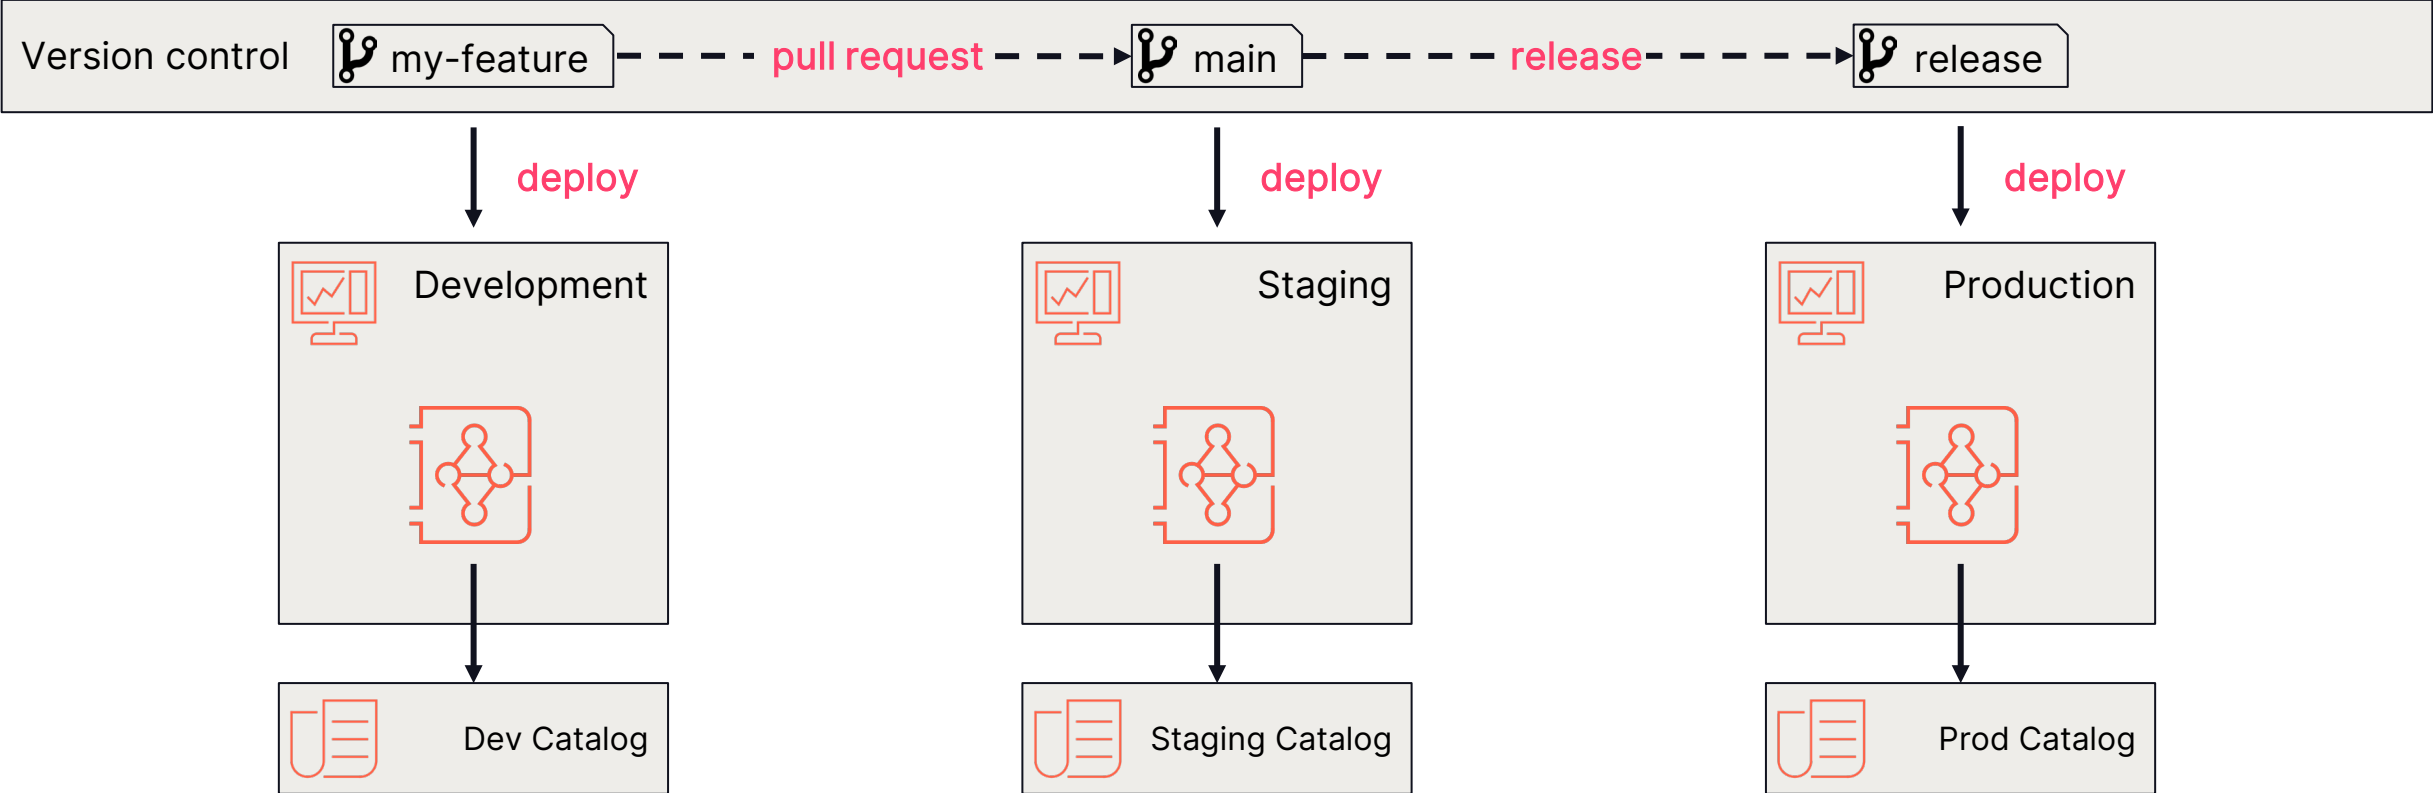 Version control my-feature pull request main release release
deploy deploy deploy
Development Staging Production
Dev Catalog Staging Catalog Prod Catalog